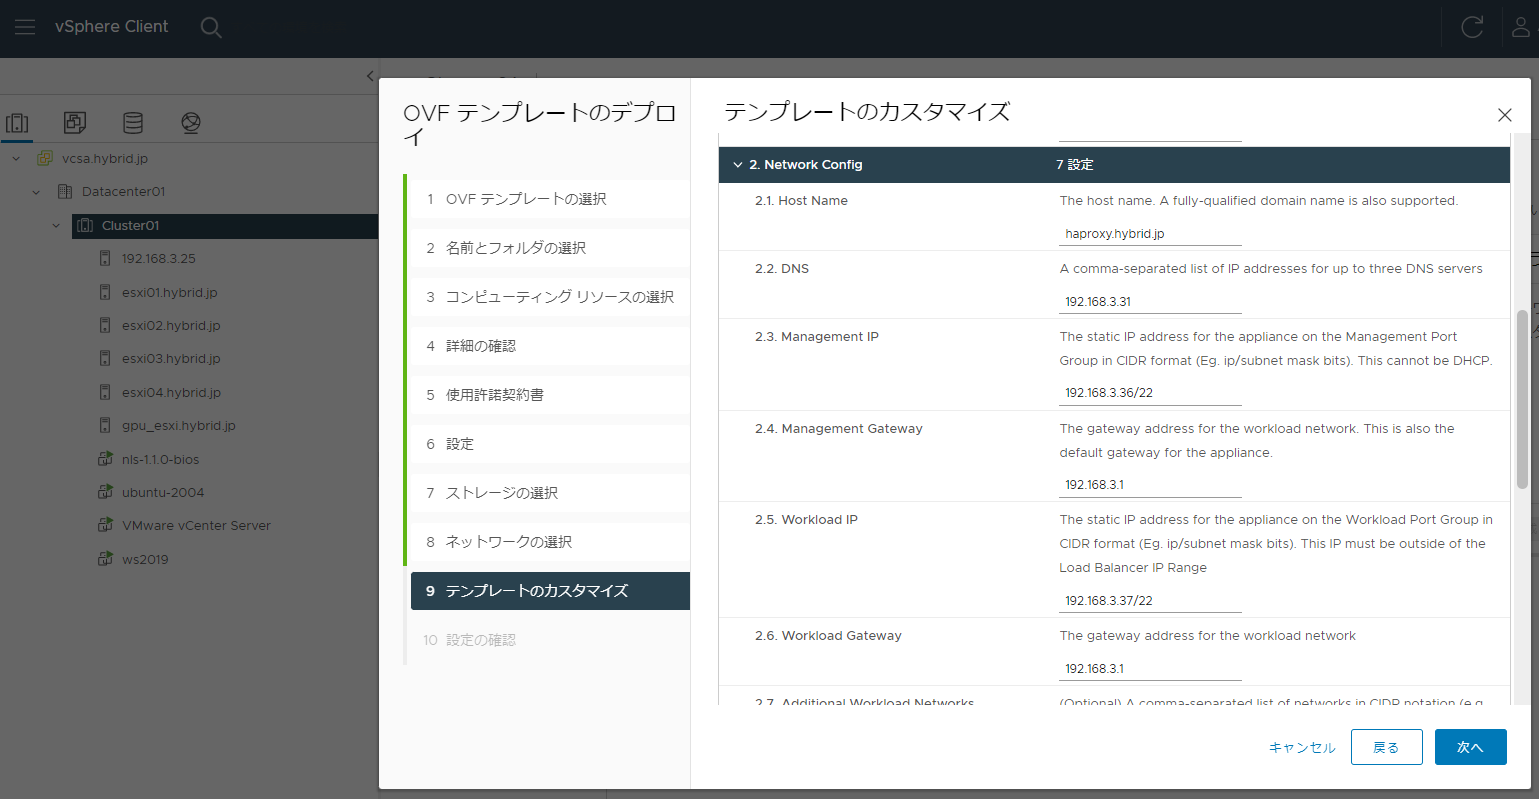 vSphere Client
vcsa.hybrid.jp
Datacenter01
Cluster01
192.168.3.25
esxi01.hybrid.jp
esxi02.hybrid.jp
esxi03.hybrid.jp
esxi04.hybrid.jp
gpu_esxi.hybrid.jp
nls-1.1.0-bios
ubuntu-2004
VMware vCenter Server
ws2019
OVF テンプレートのデプロ
イ
1 OVF テンプレートの選択
2 名前とフォルダの選択
3 コンピューティング リソースの選択
4 詳細の確認
5 使用許諾契約書
6 設定
7 ストレージの選択
8 ネットワークの選択
9 テンプレートのカスタマイズ
10 設定の確認
テンプレートのカスタマイズ
2. Network Config 7 設定
2.1. Host Name The host name. A fully-qualified domain name is also supported.
haproxy.hybrid.jp
2.2. DNS A comma-separated list of IP addresses for up to three DNS servers
192.168.3.31
2.3. Management IP The static IP address for the appliance on the Management Port
Group in CIDR format (Eg. ip/subnet mask bits). This cannot be DHCP.
192.168.3.36/22
2.4. Management Gateway The gateway address for the workload network. This is also the
default gateway for the appliance.
192.168.3.1
2.5. Workload IP The static IP address for the appliance on the Workload Port Group in
CIDR format (Eg. ip/subnet mask bits). This IP must be outside of the
Load Balancer IP Range
192.168.3.37/22
2.6. Workload Gateway The gateway address for the workload network
192.168.3.1
2.7. Additional Workload Networks (Optional) A comma-separated list of networks in CIDR notation (e.g.
キャンセル 戻る 次へ